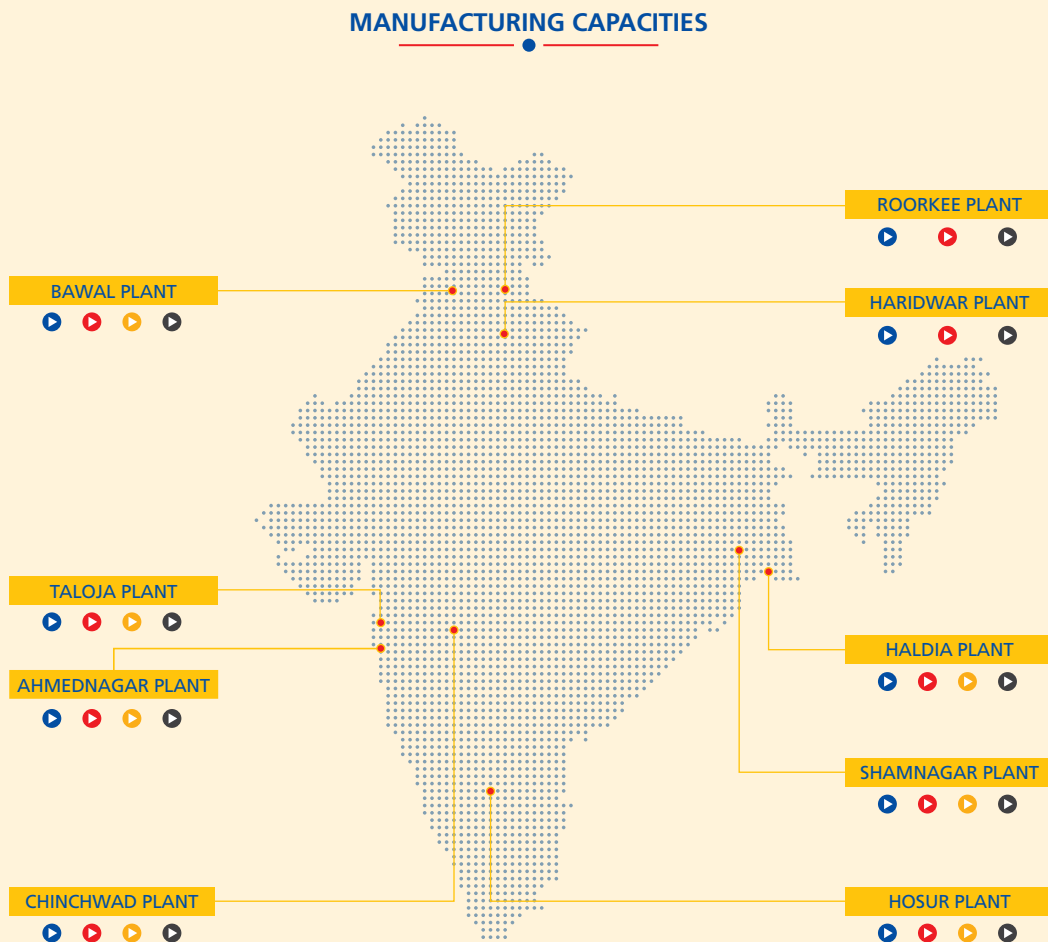 MANUFACTURING CAPACITIES
ROORKEE PLANT
BAWAL PLANT
HARIDWAR PLANT
TALOJA PLANT
HALDIA PLANT
AHMEDNAGAR PLANT
SHAMNAGAR PLANT
CHINCHWAD PLANT
HOSUR PLANT